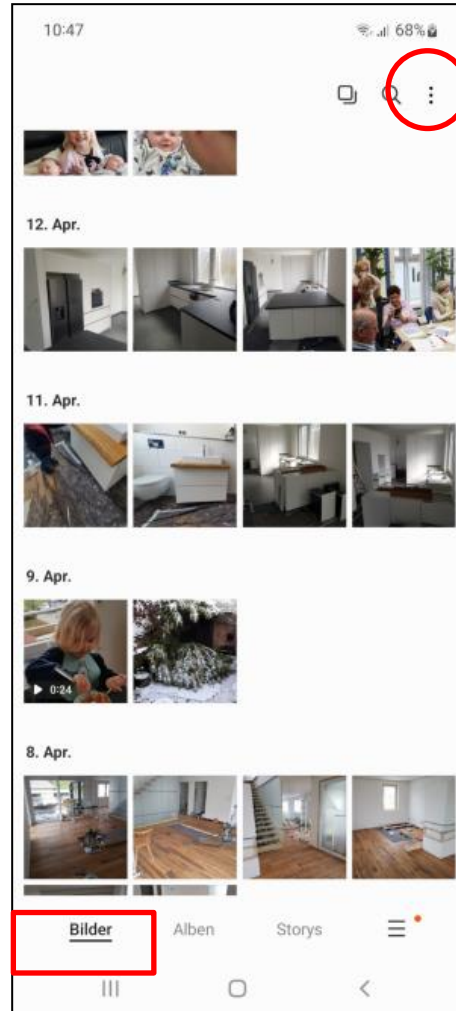 10:47 68%
12. Apr.
11. Apr.
9. Apr.
0:24
8. Apr.
Bilder Alben Storys